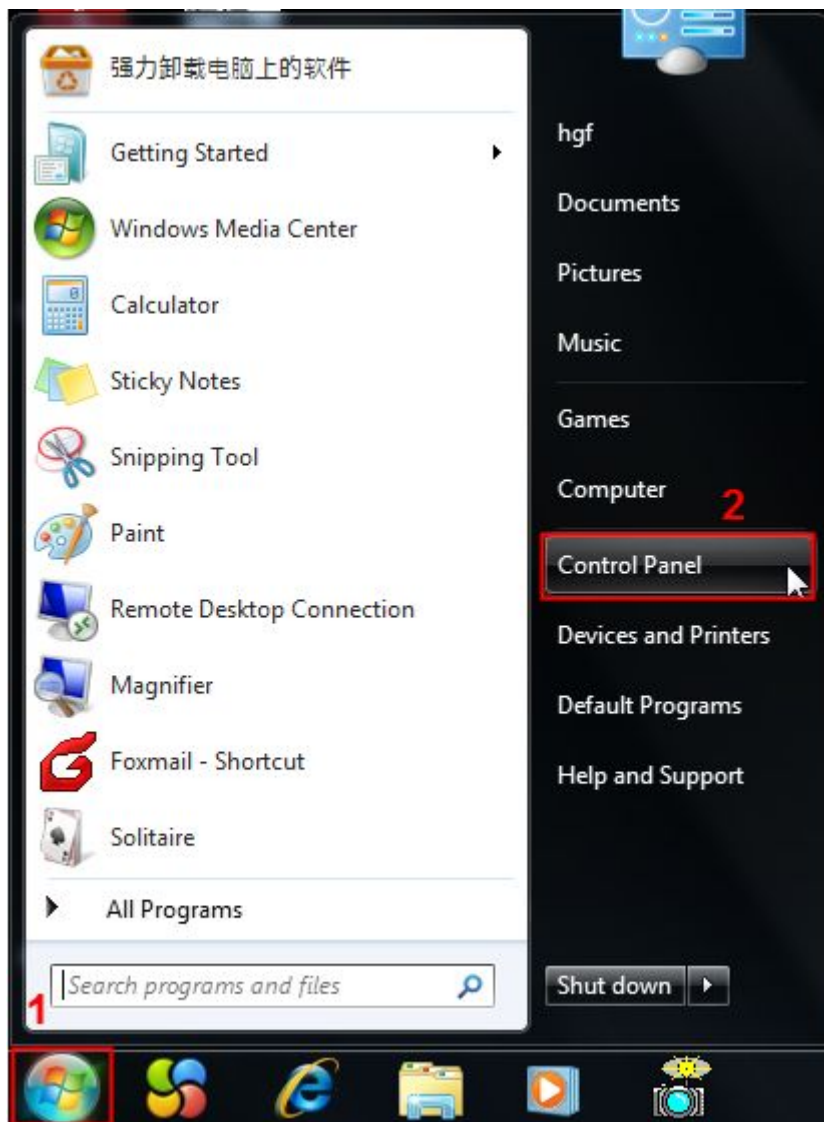 强力卸载电脑上的软件
Getting Started
Windows Media Center
Calculator
Sticky Notes
Snipping Tool
Paint
Remote Desktop Connection
Magnifier
Foxmail - Shortcut
Solitaire
All Programs
Search programs and files
1
hgf
Documents
Pictures
Music
Games
Computer
2
Control Panel
Devices and Printers
Default Programs
Help and Support
Shut down